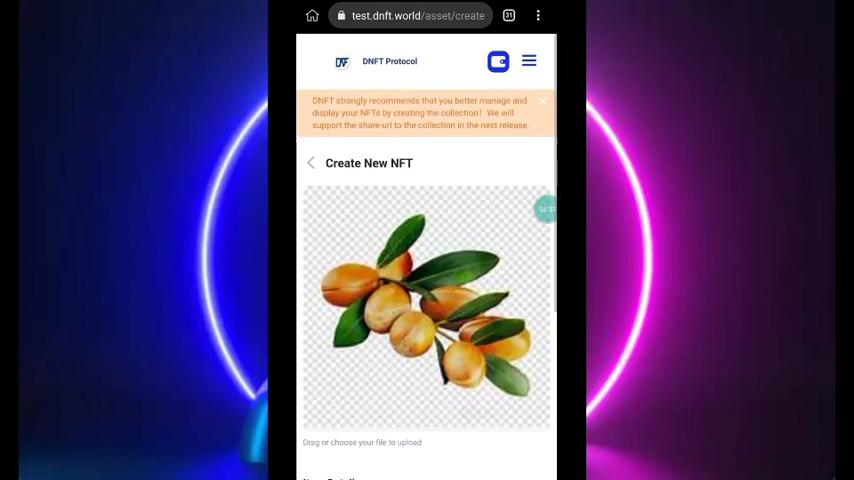 test.dnft.world/asset/create
31
DNFT Protocol
DNFT strongly recommends that you better manage and
display your NFTs by creating the collection! We will
support the share-url to the collection in the next release.
Create New NFT
Drag or choose your file to upload